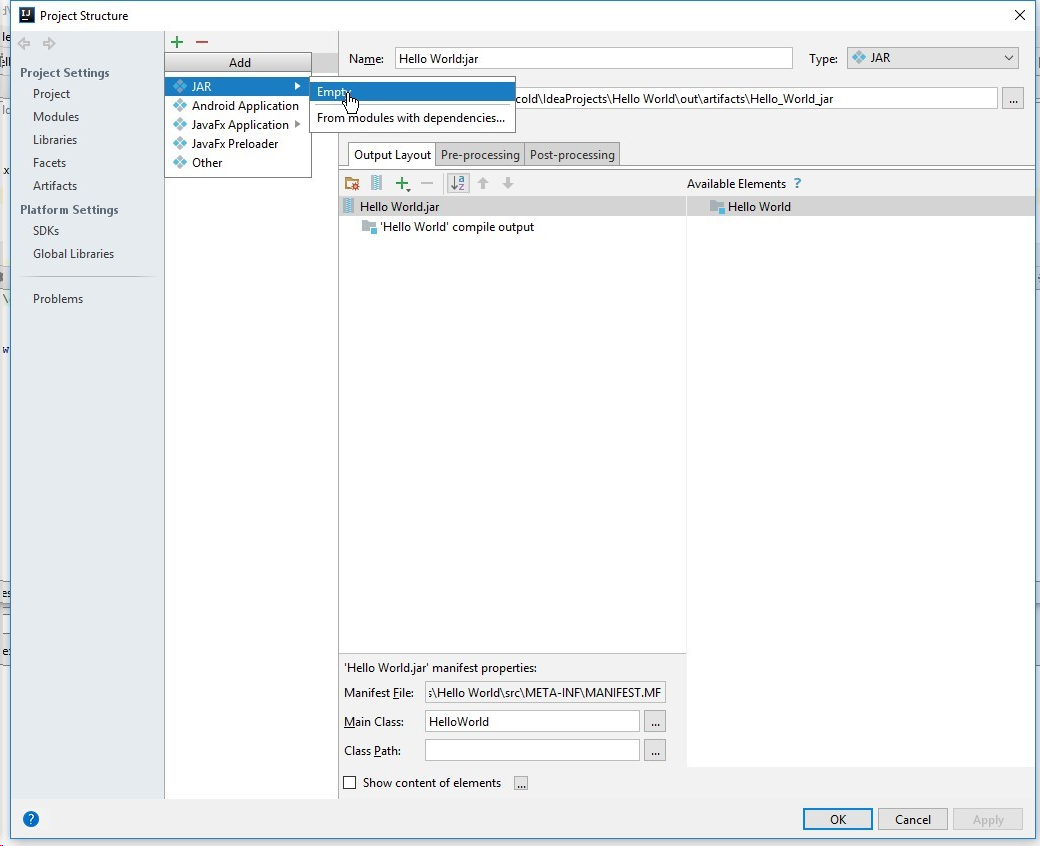 Project Structure
Project Settings
Project
Modules
Libraries
Facets
Artifacts
Platform Settings
SDKs
Global Libraries
Problems
Add
JAR
Android Application
JavaFx Application
JavaFx Preloader
Other
Empty
From modules with dependencies...
Name: Hello World:jar
Type: JAR
cold\IdeaProjects\Hello World\out\artifacts\Hello_World_jar
...
Output Layout Pre-processing Post-processing
Available Elements ?
Hello World.jar
'Hello World' compile output
Hello World
'Hello World.jar' manifest properties:
Manifest File: s\Hello World\src\META-INF\MANIFEST.MF
Main Class: HelloWorld ...
Class Path: ...
Show content of elements ...
? OK Cancel Apply